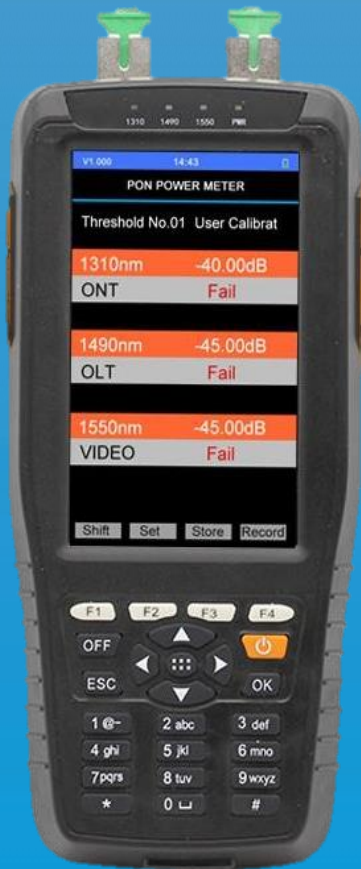 1310 1490 1550 PWR
V1.000 14:43
PON POWER METER
Threshold No.01 User Calibrat
1310nm -40.00dB
ONT Fail
1490nm -45.00dB
OLT Fail
1550nm -45.00dB
VIDEO Fail
Shift Set Store Record
F1 F2 F3 F4
OFF
ESC OK
1 @~ 2 abc 3 def
4 ghi 5 jkl 6 mno
7pqrs 8 tuv 9wxyz
* 0 ⌴ #